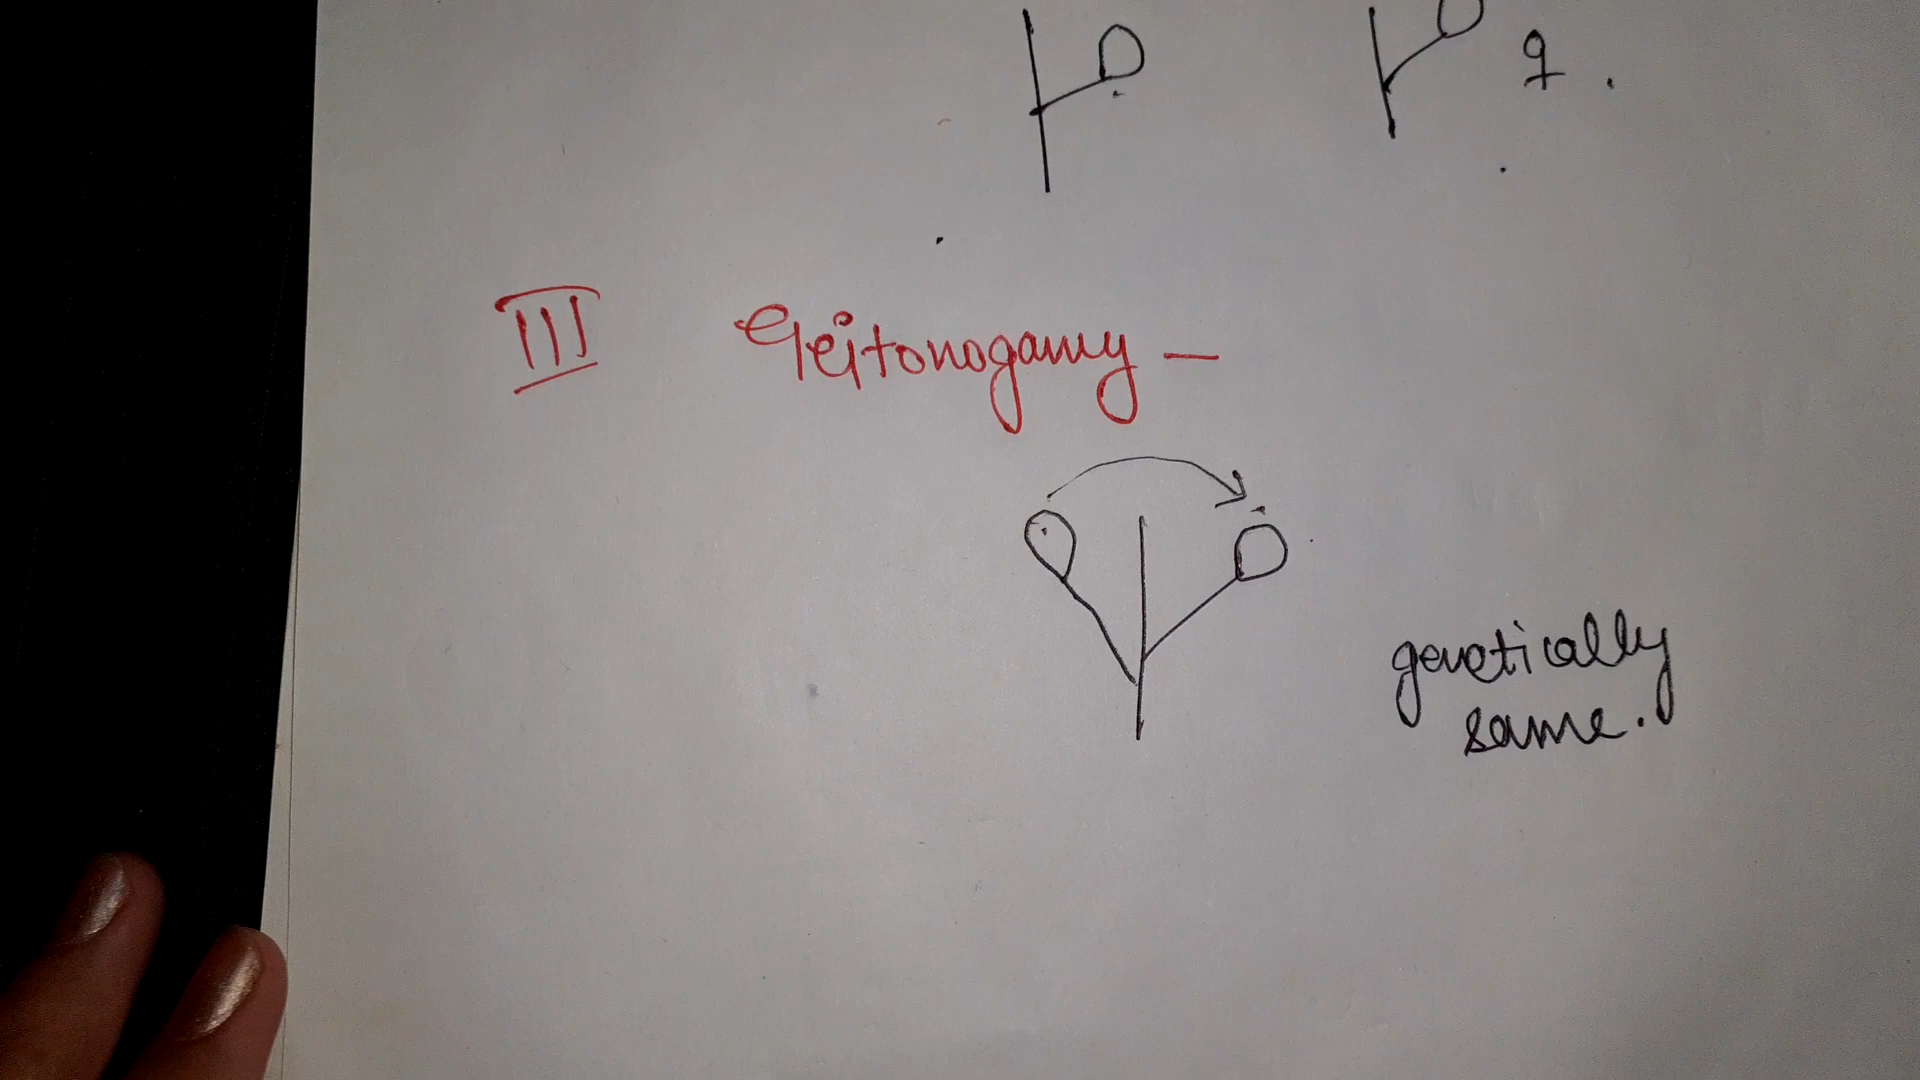 ♀ .
III Geitonogamy —
genetically
same.